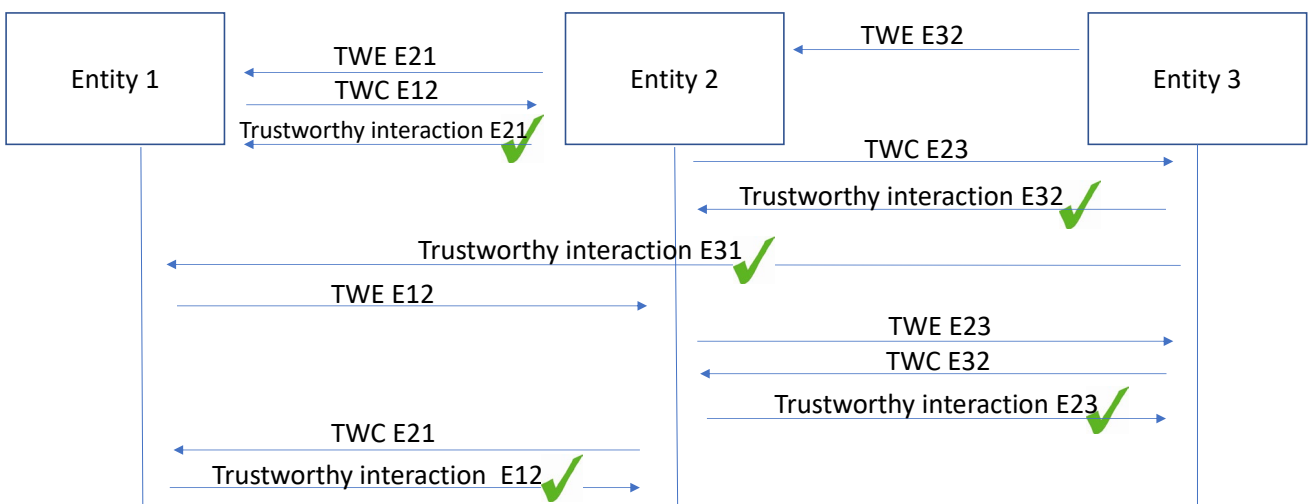 TWE E32
TWE E21
Entity 1
Entity 2
Entity 3
TWC E12
Trustworthy interaction E21
TWC E23
Trustworthy interaction E32
Trustworthy interaction E31
TWE E12
TWE E23
TWC E32
Trustworthy interaction E23
TWC E21
Trustworthy interaction E12